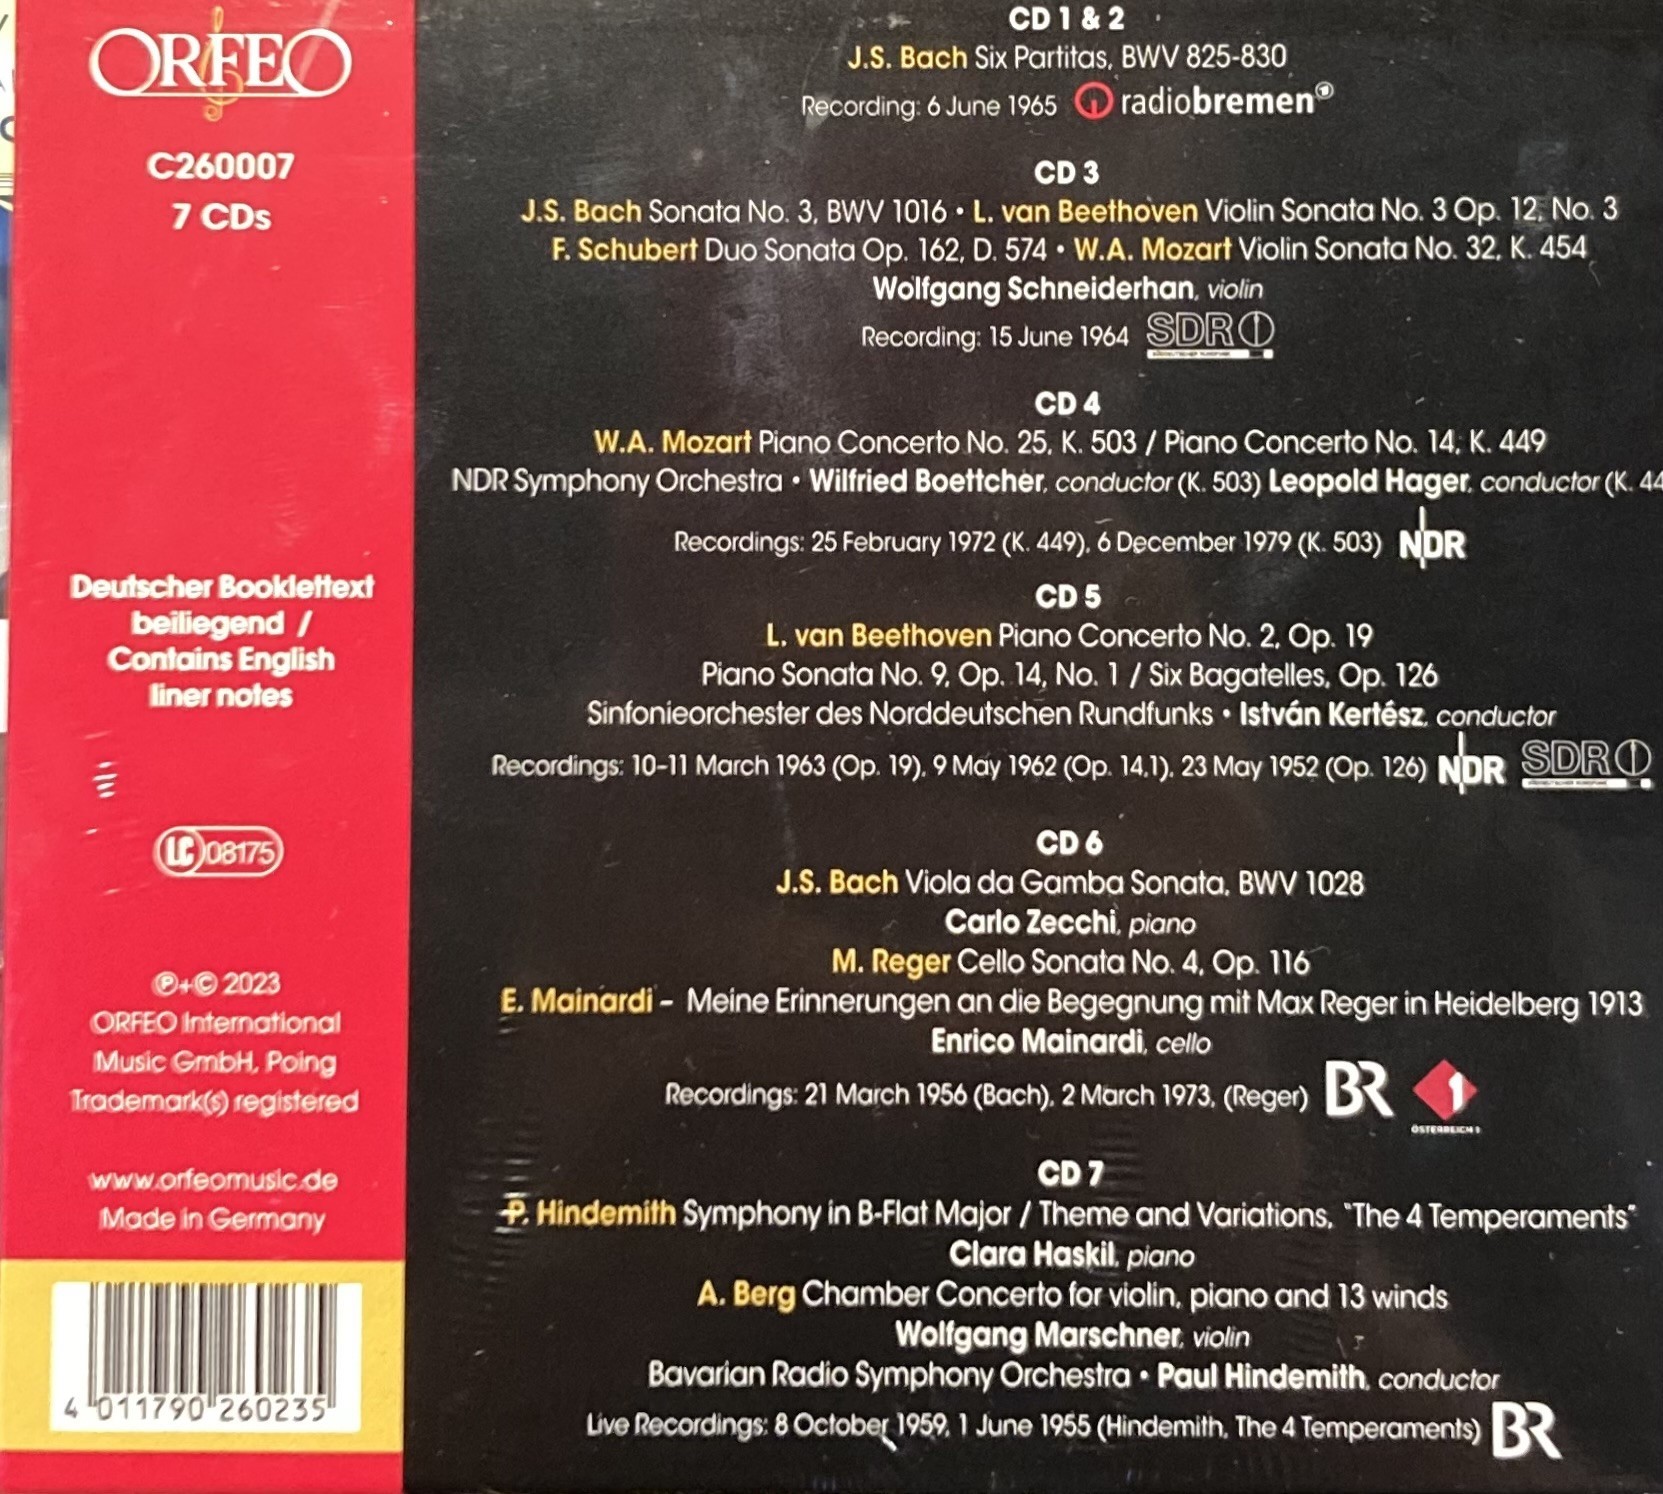 ORFEO
C260007
7 CDs
Deutscher Booklettext
beiliegend /
Contains English
liner notes
LC 08175
℗+© 2023
ORFEO International
Music GmbH, Poing
Trademark(s) registered
www.orfeomusic.de
Made in Germany
4 011790 260235
CD 1 & 2
J.S. Bach Six Partitas, BWV 825-830
Recording: 6 June 1965 radiobremen
CD 3
J.S. Bach Sonata No. 3, BWV 1016 • L. van Beethoven Violin Sonata No. 3 Op. 12, No. 3
F. Schubert Duo Sonata Op. 162, D. 574 • W.A. Mozart Violin Sonata No. 32, K. 454
Wolfgang Schneiderhan, violin
Recording: 15 June 1964 SDR
CD 4
W.A. Mozart Piano Concerto No. 25, K. 503 / Piano Concerto No. 14, K. 449
NDR Symphony Orchestra • Wilfried Boettcher, conductor (K. 503) Leopold Hager, conductor (K. 44
Recordings: 25 February 1972 (K. 449), 6 December 1979 (K. 503) NDR
CD 5
L. van Beethoven Piano Concerto No. 2, Op. 19
Piano Sonata No. 9, Op. 14, No. 1 / Six Bagatelles, Op. 126
Sinfonieorchester des Norddeutschen Rundfunks • István Kertész, conductor
Recordings: 10-11 March 1963 (Op. 19), 9 May 1962 (Op. 14,1), 23 May 1952 (Op. 126) NDR SDR
CD 6
J.S. Bach Viola da Gamba Sonata, BWV 1028
Carlo Zecchi, piano
M. Reger Cello Sonata No. 4, Op. 116
E. Mainardi – Meine Erinnerungen an die Begegnung mit Max Reger in Heidelberg 1913
Enrico Mainardi, cello
Recordings: 21 March 1956 (Bach), 2 March 1973, (Reger) BR 1
ÖSTERREICH 1
CD 7
P. Hindemith Symphony in B-Flat Major / Theme and Variations, "The 4 Temperaments"
Clara Haskil, piano
A. Berg Chamber Concerto for violin, piano and 13 winds
Wolfgang Marschner, violin
Bavarian Radio Symphony Orchestra • Paul Hindemith, conductor
Live Recordings: 8 October 1959, 1 June 1955 (Hindemith, The 4 Temperaments) BR